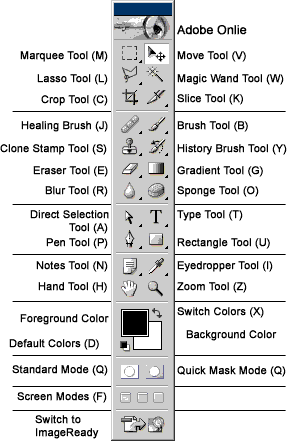 Adobe Onlie
Marquee Tool (M)
Move Tool (V)
Lasso Tool (L)
Magic Wand Tool (W)
Crop Tool (C)
Slice Tool (K)
Healing Brush (J)
Brush Tool (B)
Clone Stamp Tool (S)
History Brush Tool (Y)
Eraser Tool (E)
Gradient Tool (G)
Blur Tool (R)
Sponge Tool (O)
Direct Selection
Tool (A)
T
Type Tool (T)
Pen Tool (P)
Rectangle Tool (U)
Notes Tool (N)
Eyedropper Tool (I)
Hand Tool (H)
Zoom Tool (Z)
Foreground Color
Switch Colors (X)
Background Color
Default Colors (D)
Standard Mode (Q)
Quick Mask Mode (Q)
Screen Modes (F)
Switch to
ImageReady